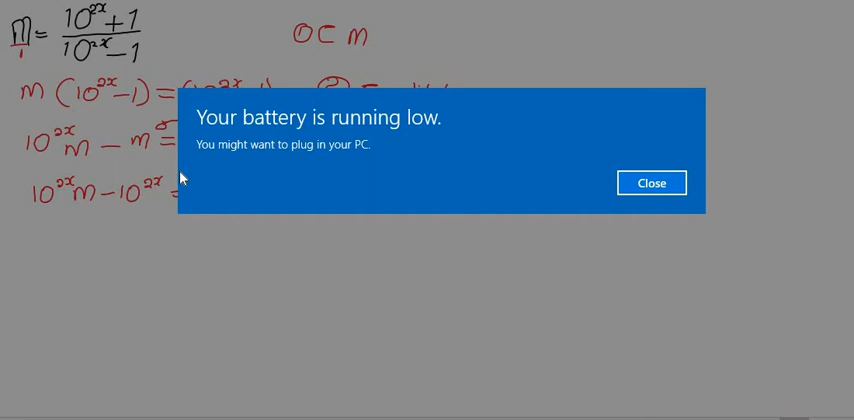 m/1 = (10^2x + 1)/(10^2x - 1)
O C M
m (10^2x - 1) =
10^2x m - m =
10^2x m - 10^2x =
Your battery is running low.
You might want to plug in your PC.
Close